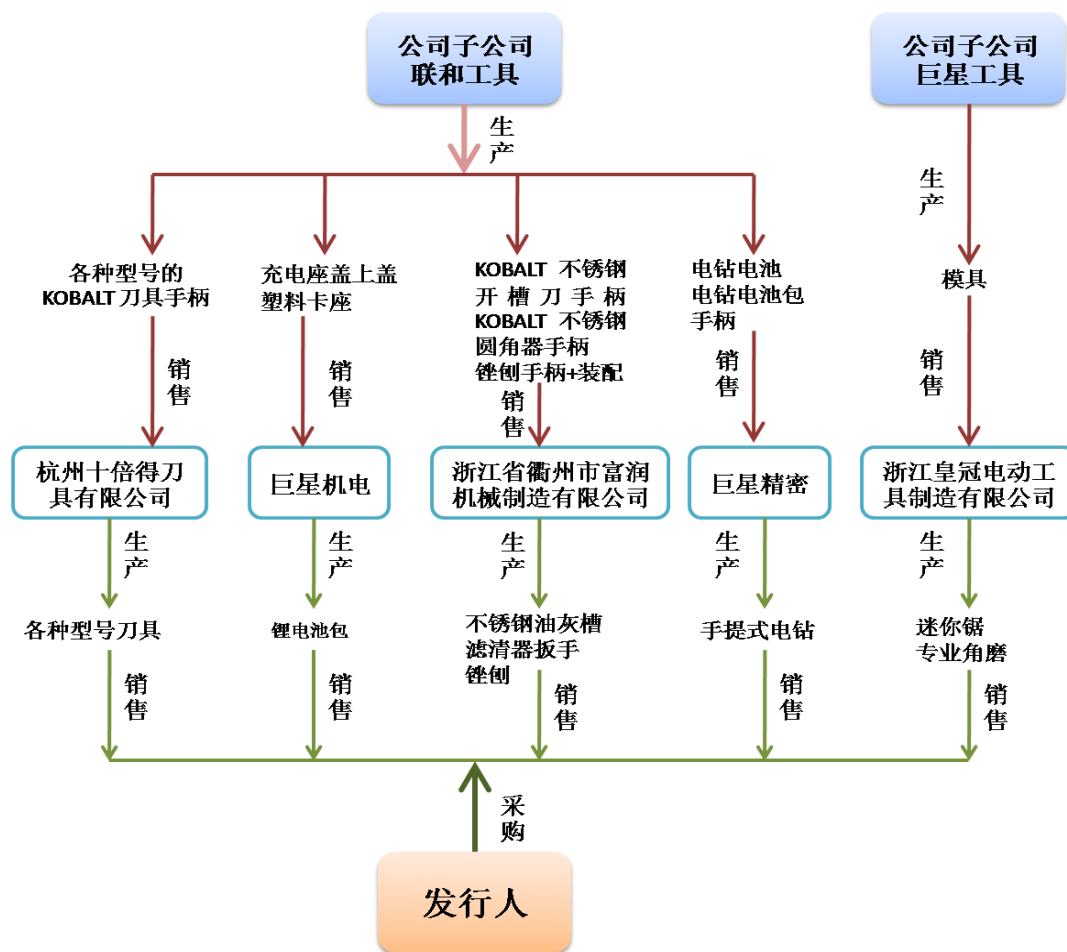 公司子公司
联和工具
公司子公司
巨星工具
生产
生产
各种型号的
KOBALT 刀具手柄
充电座盖上盖
塑料卡座
KOBALT 不锈钢
开槽刀手柄
KOBALT 不锈钢
圆角器手柄
锉刨手柄+装配
电钻电池
电钻电池包
手柄
模具
销售
销售
销售
销售
销售
杭州十倍得刀
具有限公司
巨星机电
浙江省衢州市富润
机械制造有限公司
巨星精密
浙江皇冠电动工
具制造有限公司
生产
生产
生产
生产
生产
各种型号刀具
锂电池包
不锈钢油灰槽
滤清器扳手
锉刨
手提式电钻
迷你锯
专业角磨
销售
销售
销售
销售
销售
采购
发行人